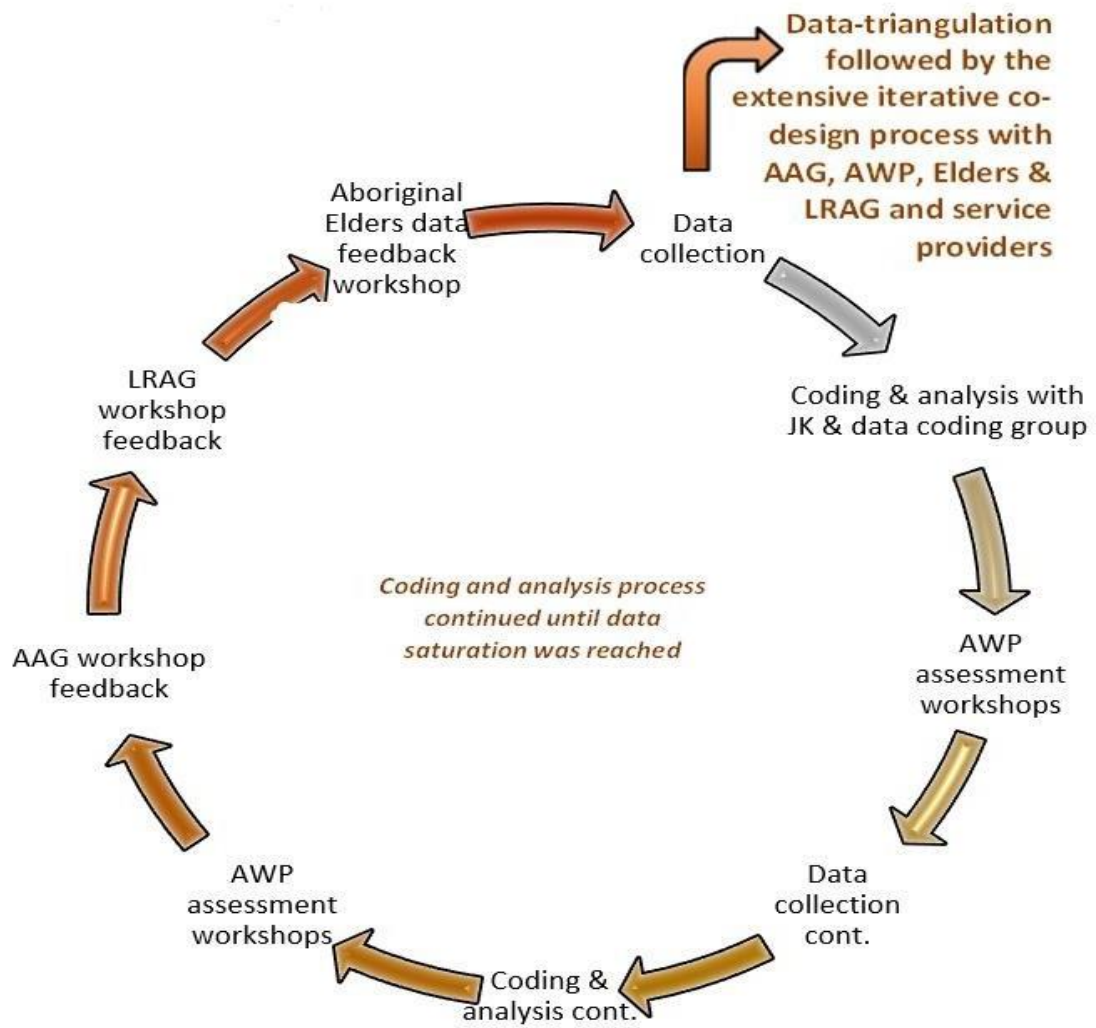 Data-triangulation
followed by the
extensive iterative co-
design process with
AAG, AWP, Elders &
LRAG and service
providers
Data
collection
Coding & analysis with
JK & data coding group
AWP
assessment
workshops
Data
collection
cont.
Coding &
analysis cont.
AWP
assessment
workshops
AAG workshop
feedback
LRAG
workshop
feedback
Aboriginal
Elders data
feedback
workshop
Coding and analysis process
continued until data
saturation was reached